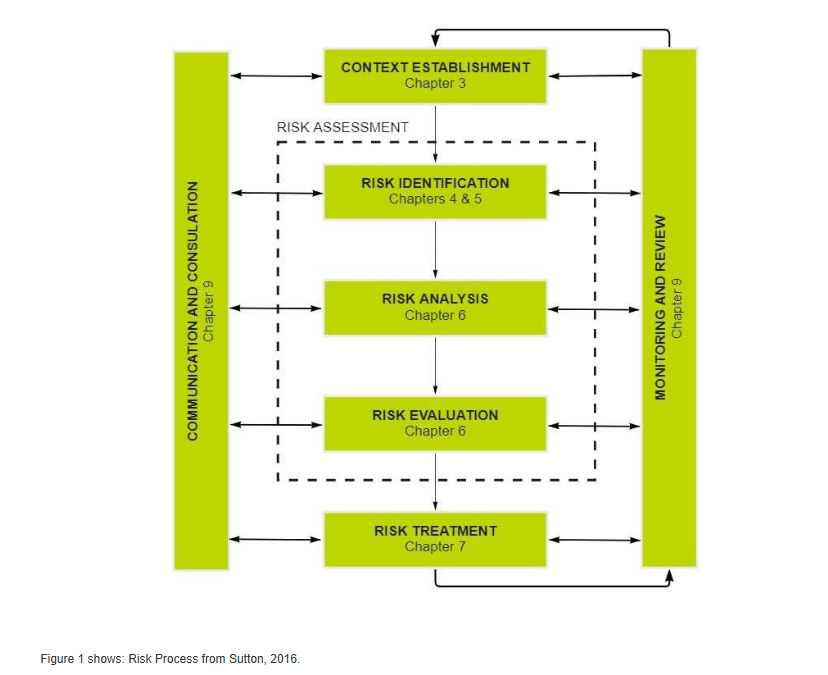 CONTEXT ESTABLISHMENT
Chapter 3
RISK ASSESSMENT
RISK IDENTIFICATION
Chapters 4 & 5
RISK ANALYSIS
Chapter 6
RISK EVALUATION
Chapter 6
RISK TREATMENT
Chapter 7
COMMUNICATION AND CONSULATION
Chapter 9
MONITORING AND REVIEW
Chapter 9
Figure 1 shows: Risk Process from Sutton, 2016.